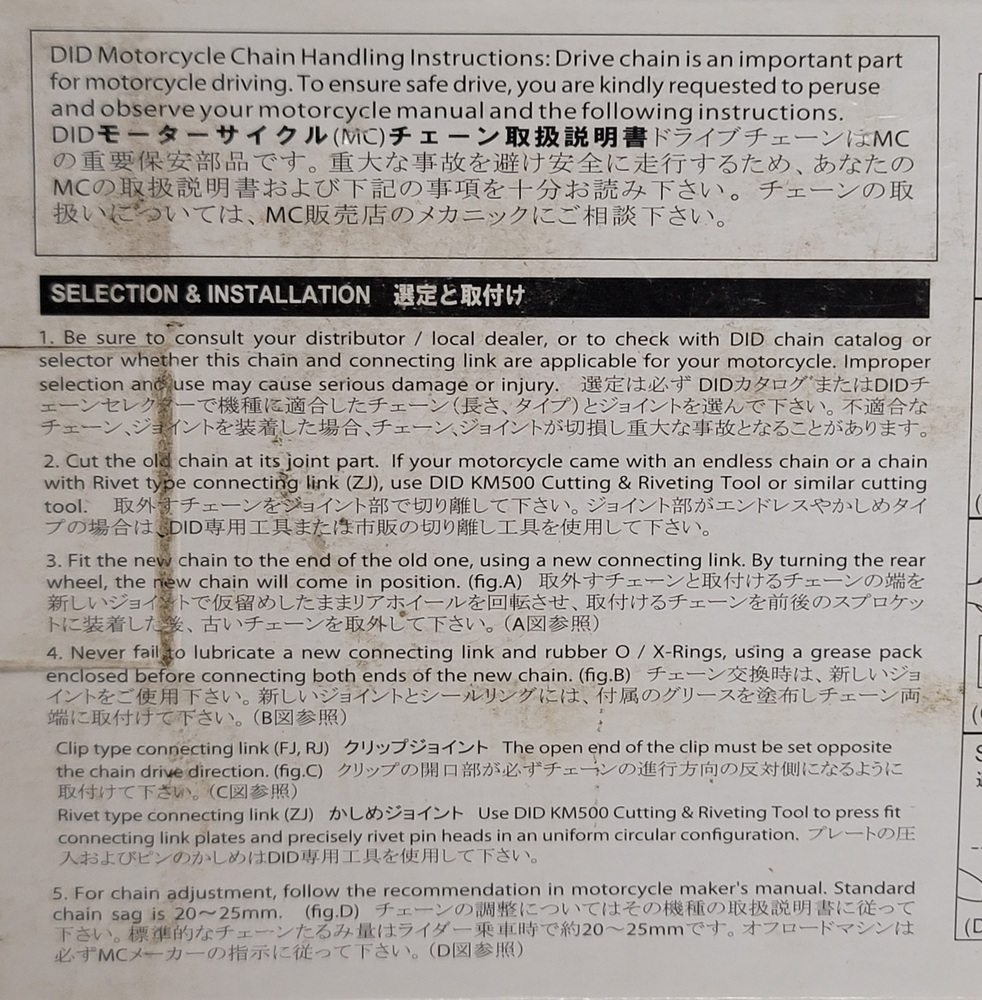 DID Motorcycle Chain Handling Instructions: Drive chain is an important part
for motorcycle driving. To ensure safe drive, you are kindly requested to peruse
and observe your motorcycle manual and the following instructions.
DIDモーターサイクル(MC)チェーン取扱説明書ドライブチェーンはMC
の重要保安部品です。重大な事故を避け安全に走行するため、あなたの
MCの取扱説明書および下記の事項を十分お読み下さい。チェーンの取
扱いについては、MC販売店のメカニックにご相談下さい。
SELECTION & INSTALLATION 選定と取付け
1. Be sure to consult your distributor / local dealer, or to check with DID chain catalog or
selector whether this chain and connecting link are applicable for your motorcycle. Improper
selection and use may cause serious damage or injury. 選定は必ず DIDカタログまたはDIDチ
ェーンセレクターで機種に適合したチェーン(長さ、タイプ)とジョイントを選んで下さい。不適合な
チェーン、ジョイントを装着した場合、チェーン、ジョイントが切損し重大な事故となることがあります。
2. Cut the old chain at its joint part. If your motorcycle came with an endless chain or a chain
with Rivet type connecting link (ZJ), use DID KM500 Cutting & Riveting Tool or similar cutting
tool. 取外すチェーンをジョイント部で切り離して下さい。ジョイント部がエンドレスやかしめタイ
プの場合は、DID専用工具または市販の切り離し工具を使用して下さい。
3. Fit the new chain to the end of the old one, using a new connecting link. By turning the rear
wheel, the new chain will come in position. (fig.A) 取外すチェーンと取付けるチェーンの端を
新しいジョイントで仮留めしたままリアホイールを回転させ、取付けるチェーンを前後のスプロケッ
トに装着した後、古いチェーンを取外して下さい。(A図参照)
4. Never fail to lubricate a new connecting link and rubber O / X-Rings, using a grease pack
enclosed before connecting both ends of the new chain. (fig.B) チェーン交換時は、新しいジョ
イントをご使用下さい。新しいジョイントとシールリングには、付属のグリースを塗布しチェーン両
端に取付けて下さい。(B図参照)
Clip type connecting link (FJ, RJ) クリップジョイント The open end of the clip must be set opposite
the chain drive direction. (fig.C) クリップの開口部が必ずチェーンの進行方向の反対側になるように
取付けて下さい。(C図参照)
Rivet type connecting link (ZJ) かしめジョイント Use DID KM500 Cutting & Riveting Tool to press fit
connecting link plates and precisely rivet pin heads in an uniform circular configuration. プレートの圧
入およびピンのかしめはDID専用工具を使用して下さい。
5. For chain adjustment, follow the recommendation in motorcycle maker's manual. Standard
chain sag is 20～25mm. (fig.D) チェーンの調整についてはその機種の取扱説明書に従って
下さい。標準的なチェーンたるみ量はライダー乗車時で約20～25mmです。オフロードマシンは
必ずMCメーカーの指示に従って下さい。(D図参照)